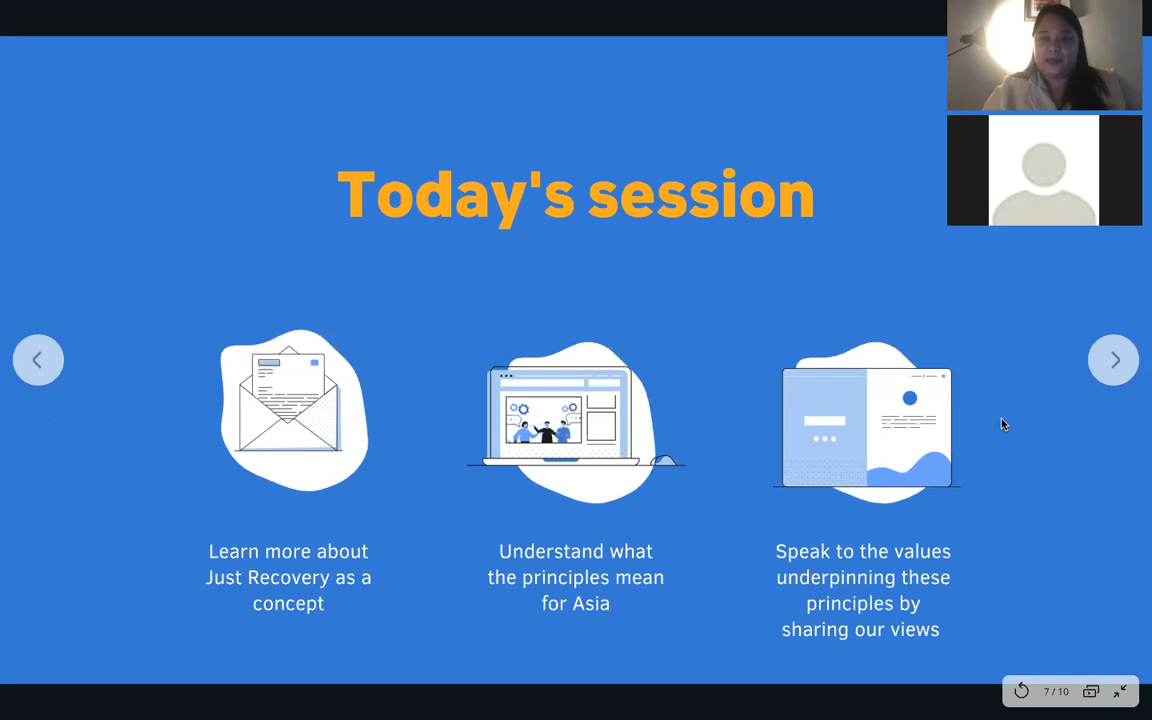 Today's session
Learn more about
Just Recovery as a
concept
Understand what
the principles mean
for Asia
Speak to the values
underpinning these
principles by
sharing our views
7 / 10